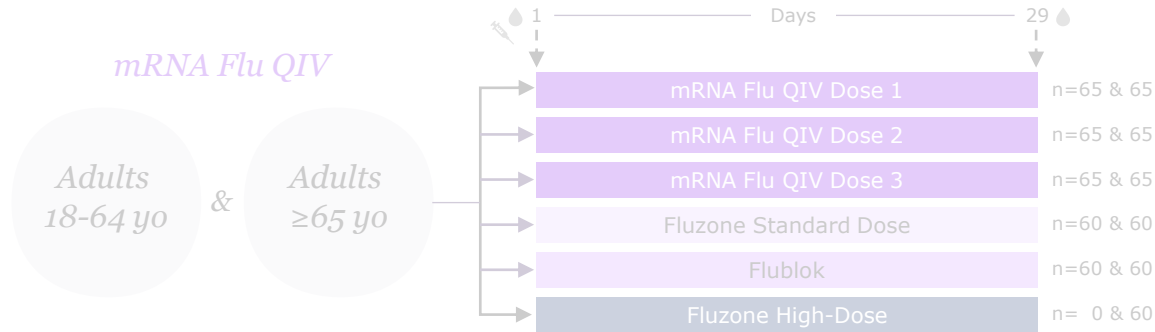 1 Days 29
mRNA Flu QIV
mRNA Flu QIV Dose 1 n=65 & 65
mRNA Flu QIV Dose 2 n=65 & 65
mRNA Flu QIV Dose 3 n=65 & 65
Adults
18-64 yo
&
Adults
≥65 yo
Fluzone Standard Dose n=60 & 60
Flublok n=60 & 60
Fluzone High-Dose n= 0 & 60